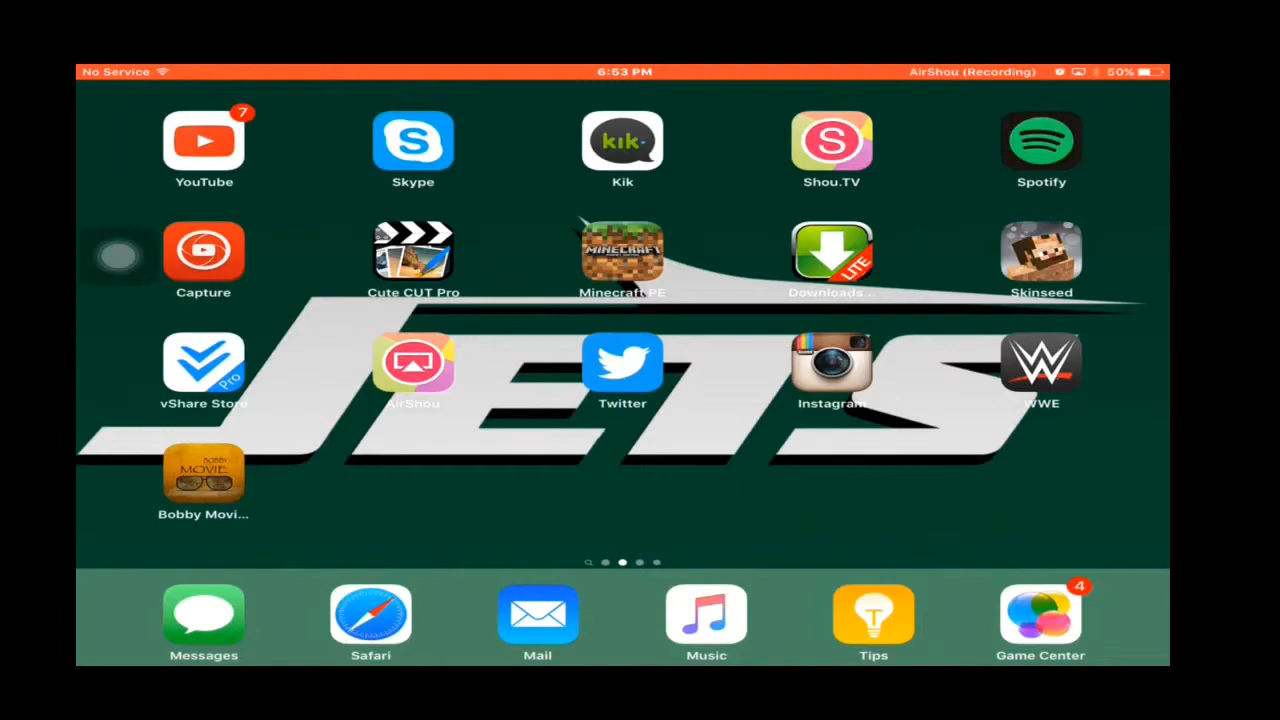 No Service 6:53 PM AirShou (Recording) 50%
7
kik
S
YouTube Skype Kik Shou.TV Spotify
MINECRAFT
LITE
Capture Cute CUT Pro Minecraft PE Downloads... Skinseed
JETS
Pro
W
vShare Store AirShou Twitter Instagram WWE
BOBBY
MOVIE
Bobby Movi...
4
T
Messages Safari Mail Music Tips Game Center